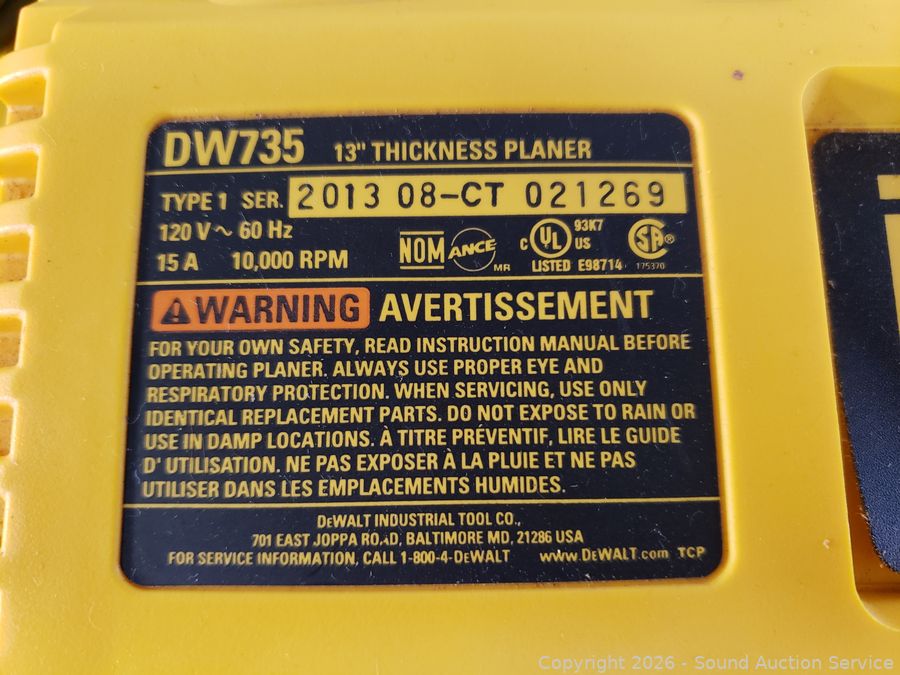 DW735 13" THICKNESS PLANER
TYPE 1 SER. 2013 08-CT 021269
120 V ~ 60 Hz
15 A 10,000 RPM
NOM ANCE MR
C UL US 93K7
LISTED E98714
SA ® 175370
WARNING AVERTISSEMENT
FOR YOUR OWN SAFETY, READ INSTRUCTION MANUAL BEFORE
OPERATING PLANER. ALWAYS USE PROPER EYE AND
RESPIRATORY PROTECTION. WHEN SERVICING, USE ONLY
IDENTICAL REPLACEMENT PARTS. DO NOT EXPOSE TO RAIN OR
USE IN DAMP LOCATIONS. À TITRE PRÉVENTIF, LIRE LE GUIDE
D' UTILISATION. NE PAS EXPOSER À LA PLUIE ET NE PAS
UTILISER DANS LES EMPLACEMENTS HUMIDES.
DEWALT INDUSTRIAL TOOL CO.,
701 EAST JOPPA ROAD, BALTIMORE MD, 21286 USA
FOR SERVICE INFORMATION, CALL 1-800-4-DEWALT www.DEWALT.com TCP
Copyright 2026 - Sound Auction Service